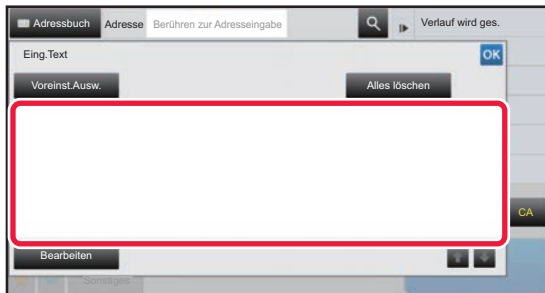 Adressbuch Adresse Berühren zur Adresseingabe Verlauf wird ges.
Eing.Text OK
Voreinst.Ausw. Alles löschen
CA
Bearbeiten
Sonstiges